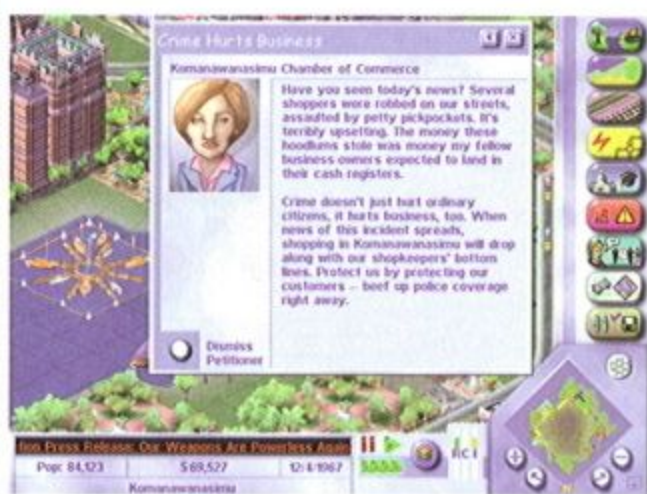 Crime Hurts Business
Komanawanasimu Chamber of Commerce
Have you seen today's news? Several
shoppers were robbed on our streets,
assaulted by petty pickpockets. It's
terribly upsetting. The money these
hoodlums stole was money my fellow
business owners expected to land in
their cash registers.
Crime doesn't just hurt ordinary
citizens, it hurts business, too. When
news of this incident spreads,
shopping in Komanawanasimu will drop
along with our shopkeepers' bottom
lines. Protect us by protecting our
customers – beef up police coverage
right away.
Dismiss
Petitioner
tion Press Release: Our Weapons Are Powerless Again
Pop: 84,123
$69,527
12/4/1967
RCI
Komanawanasimu